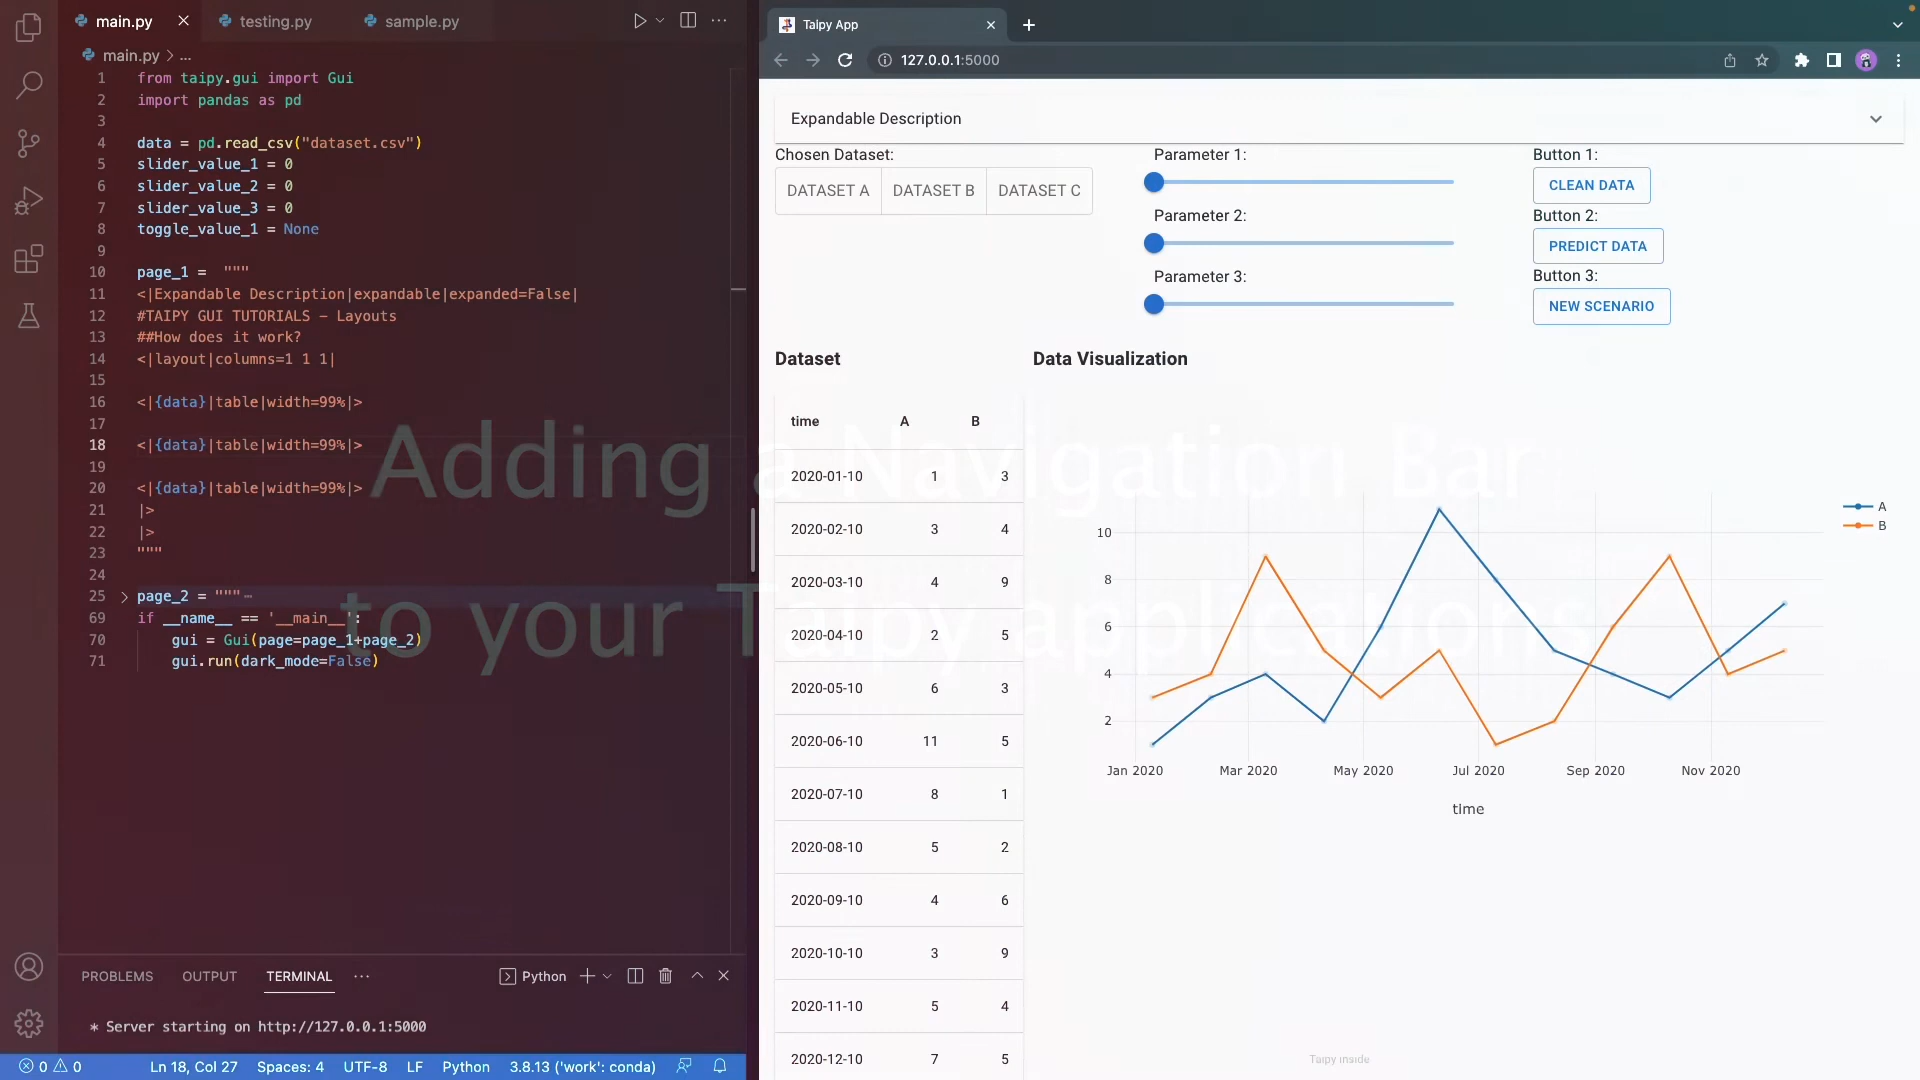 main.py
testing.py
sample.py
main.py > ...
1 from taipy.gui import Gui
2 import pandas as pd
3
4 data = pd.read_csv("dataset.csv")
5 slider_value_1 = 0
6 slider_value_2 = 0
7 slider_value_3 = 0
8 toggle_value_1 = None
9
10 page_1 = """
11 <|Expandable Description|expandable|expanded=False|
12 #TAIPY GUI TUTORIALS - Layouts
13 ##How does it work?
14 <|layout|columns=1 1 1|
15
16 <|{data}|table|width=99%|>
17
18 <|{data}|table|width=99%|>
19
20 <|{data}|table|width=99%|>
21 |>
22 |>
23 """
24
25 page_2 = """
69 if __name__ == '__main__':
70 gui = Gui(page=page_1+page_2)
71 gui.run(dark_mode=False)
Adding a Navigation Bar
to your Taipy applications
PROBLEMS OUTPUT TERMINAL ...
Python
* Server starting on http://127.0.0.1:5000
0 0 Ln 18, Col 27 Spaces: 4 UTF-8 LF Python 3.8.13 ('work': conda)
Taipy App
127.0.0.1:5000
Expandable Description
Chosen Dataset:
DATASET A DATASET B DATASET C
Parameter 1:
Parameter 2:
Parameter 3:
Button 1:
CLEAN DATA
Button 2:
PREDICT DATA
Button 3:
NEW SCENARIO
Dataset
time A B
2020-01-10 1 3
2020-02-10 3 4
2020-03-10 4 9
2020-04-10 2 5
2020-05-10 6 3
2020-06-10 11 5
2020-07-10 8 1
2020-08-10 5 2
2020-09-10 4 6
2020-10-10 3 9
2020-11-10 5 4
2020-12-10 7 5
Data Visualization
A
B
10
8
6
4
2
Jan 2020 Mar 2020 May 2020 Jul 2020 Sep 2020 Nov 2020
time
Taipy inside